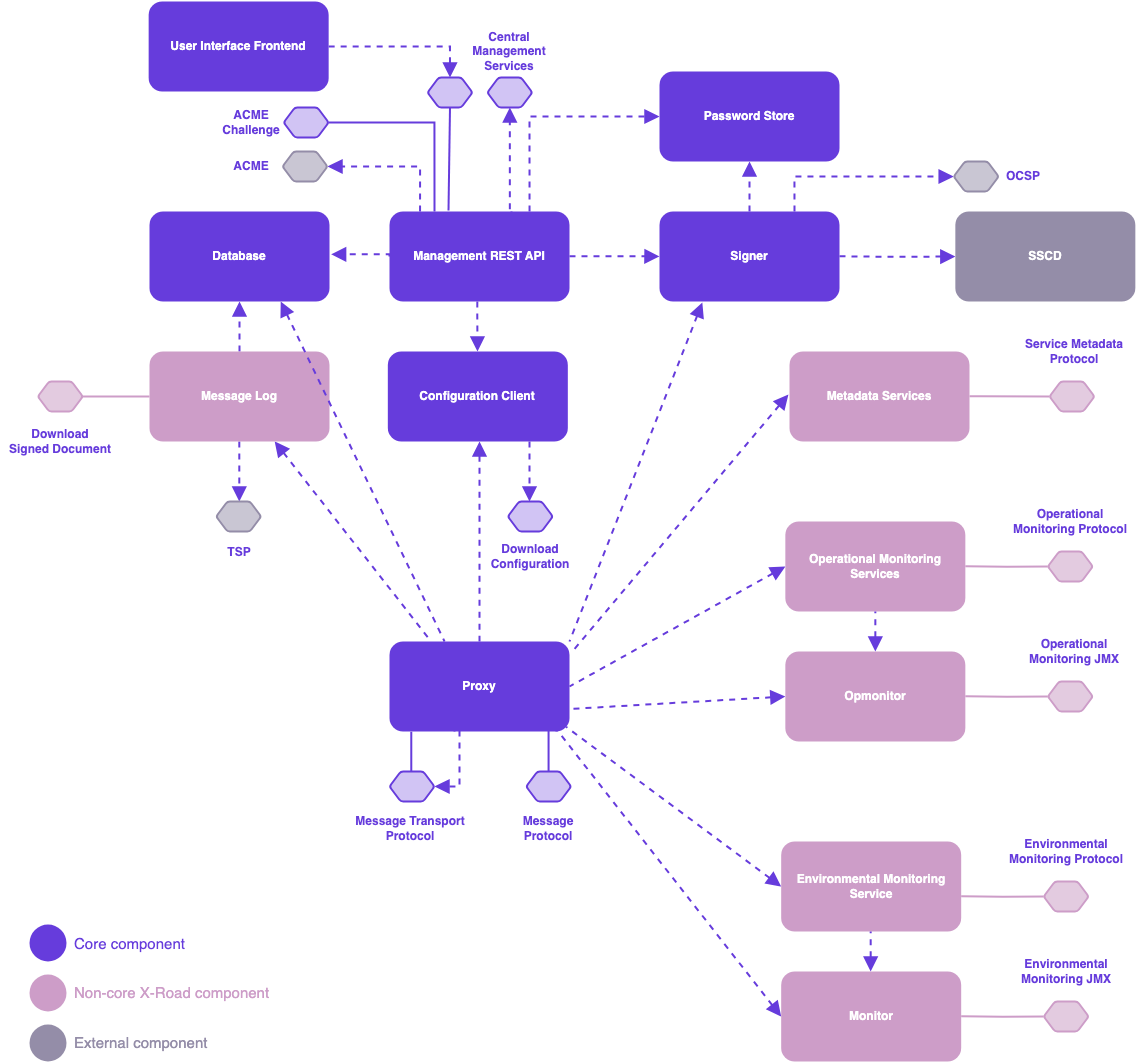 User Interface Frontend
Central
Management
Services
ACME
Challenge
Password Store
ACME
OCSP
Database
Management REST API
Signer
SSCD
Service Metadata
Protocol
Message Log
Configuration Client
Metadata Services
Download
Signed Document
Operational
Monitoring Protocol
TSP
Download
Configuration
Operational Monitoring
Services
Operational
Monitoring JMX
Proxy
Opmonitor
Message Transport
Protocol
Message
Protocol
Environmental
Monitoring Protocol
Environmental Monitoring
Service
Environmental
Monitoring JMX
Monitor
Core component
Non-core X-Road component
External component